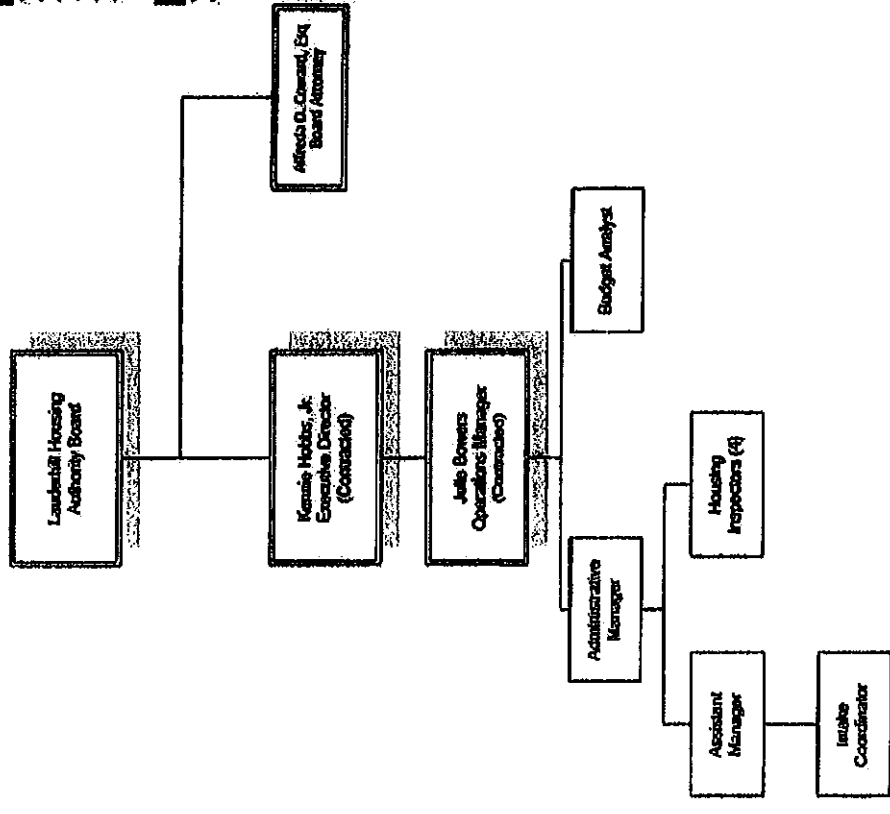 Lauderhill Housing
Authority Board
Alfreda D. Coward, Esq
Board Attorney
Kennie Hobbs, Jr.
Executive Director
(Contracted)
Julie Bowers
Operations Manager
(Contracted)
Administrative
Manager
Budget Analyst
Assistant
Manager
Housing
Inspectors (4)
Intake
Coordinator